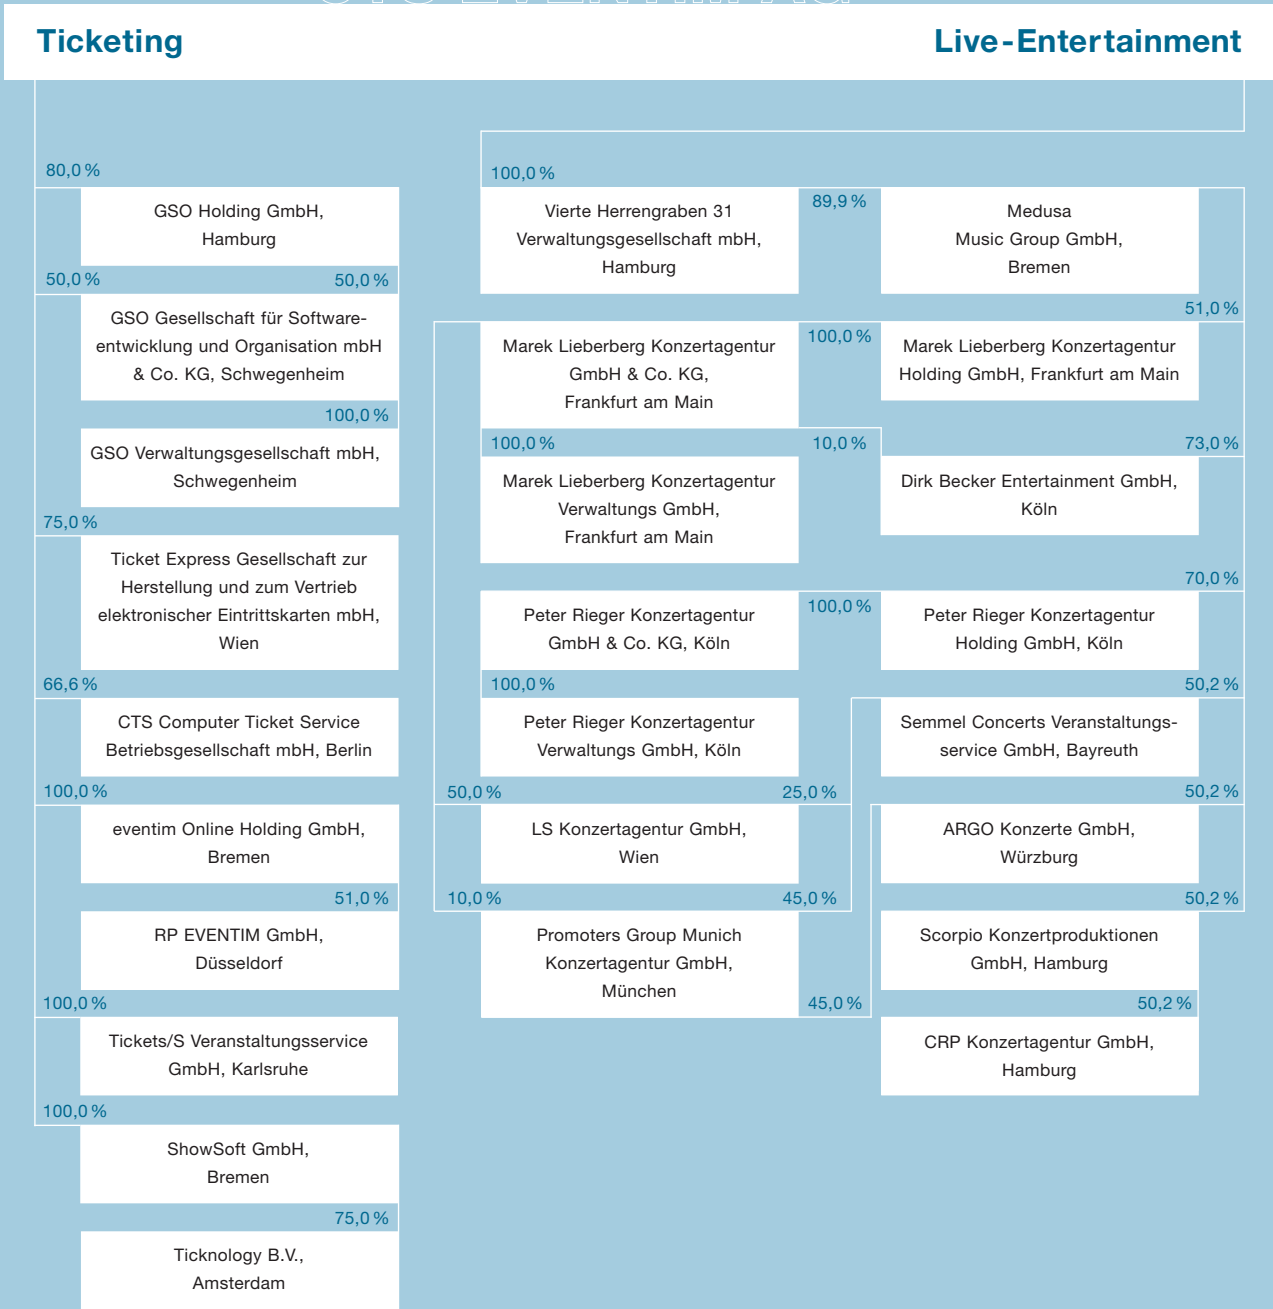 Ticketing
Live-Entertainment
80,0 %
GSO Holding GmbH,
Hamburg
50,0 %
50,0 %
GSO Gesellschaft für Software-
entwicklung und Organisation mbH
& Co. KG, Schwegenheim
100,0 %
GSO Verwaltungsgesellschaft mbH,
Schwegenheim
75,0 %
Ticket Express Gesellschaft zur
Herstellung und zum Vertrieb
elektronischer Eintrittskarten mbH,
Wien
66,6 %
CTS Computer Ticket Service
Betriebsgesellschaft mbH, Berlin
100,0 %
eventim Online Holding GmbH,
Bremen
51,0 %
RP EVENTIM GmbH,
Düsseldorf
100,0 %
Tickets/S Veranstaltungsservice
GmbH, Karlsruhe
100,0 %
ShowSoft GmbH,
Bremen
75,0 %
Ticknology B.V.,
Amsterdam
100,0 %
Vierte Herrengraben 31
Verwaltungsgesellschaft mbH,
Hamburg
89,9 %
Marek Lieberberg Konzertagentur
GmbH & Co. KG,
Frankfurt am Main
100,0 %
100,0 %
10,0 %
Marek Lieberberg Konzertagentur
Verwaltungs GmbH,
Frankfurt am Main
Peter Rieger Konzertagentur
GmbH & Co. KG, Köln
100,0 %
100,0 %
Peter Rieger Konzertagentur
Verwaltungs GmbH, Köln
50,0 %
25,0 %
LS Konzertagentur GmbH,
Wien
10,0 %
45,0 %
Promoters Group Munich
Konzertagentur GmbH,
München
45,0 %
Medusa
Music Group GmbH,
Bremen
51,0 %
Marek Lieberberg Konzertagentur
Holding GmbH, Frankfurt am Main
73,0 %
Dirk Becker Entertainment GmbH,
Köln
70,0 %
Peter Rieger Konzertagentur
Holding GmbH, Köln
50,2 %
Semmel Concerts Veranstaltungs-
service GmbH, Bayreuth
50,2 %
ARGO Konzerte GmbH,
Würzburg
50,2 %
Scorpio Konzertproduktionen
GmbH, Hamburg
50,2 %
CRP Konzertagentur GmbH,
Hamburg